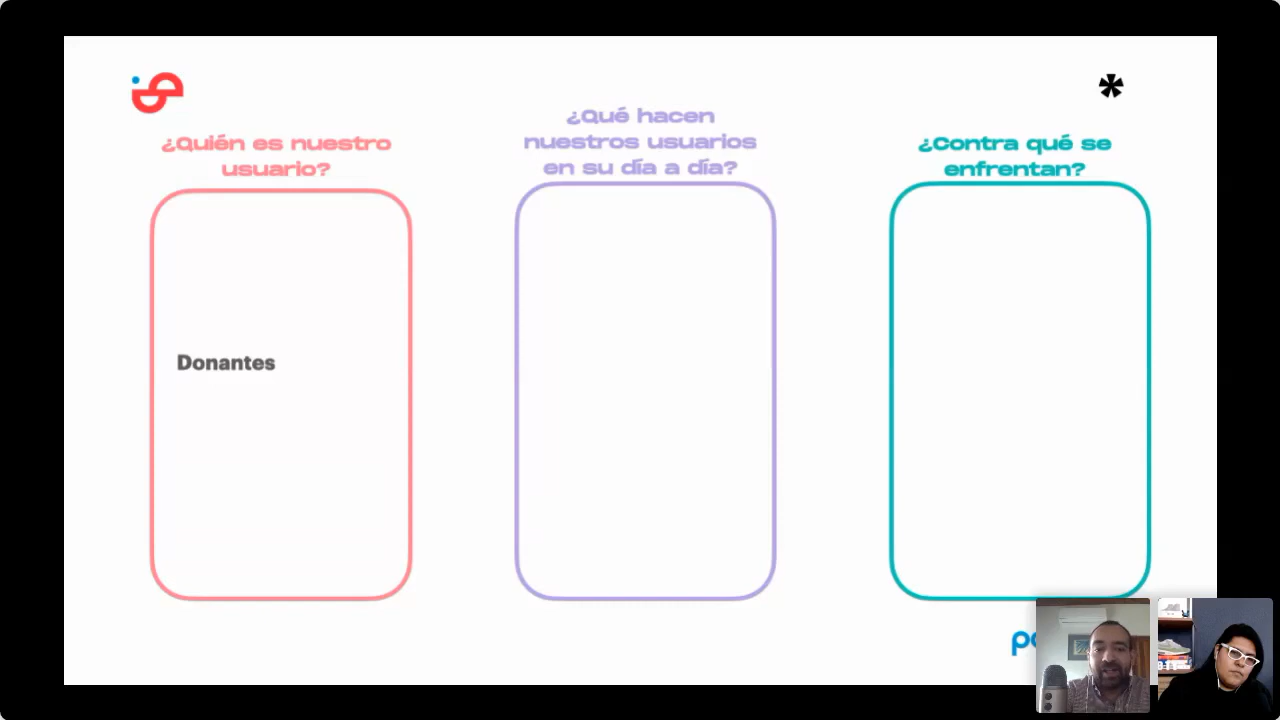 ¿Quién es nuestro
usuario?
¿Qué hacen
nuestros usuarios
en su día a día?
¿Contra qué se
enfrentan?
Donantes